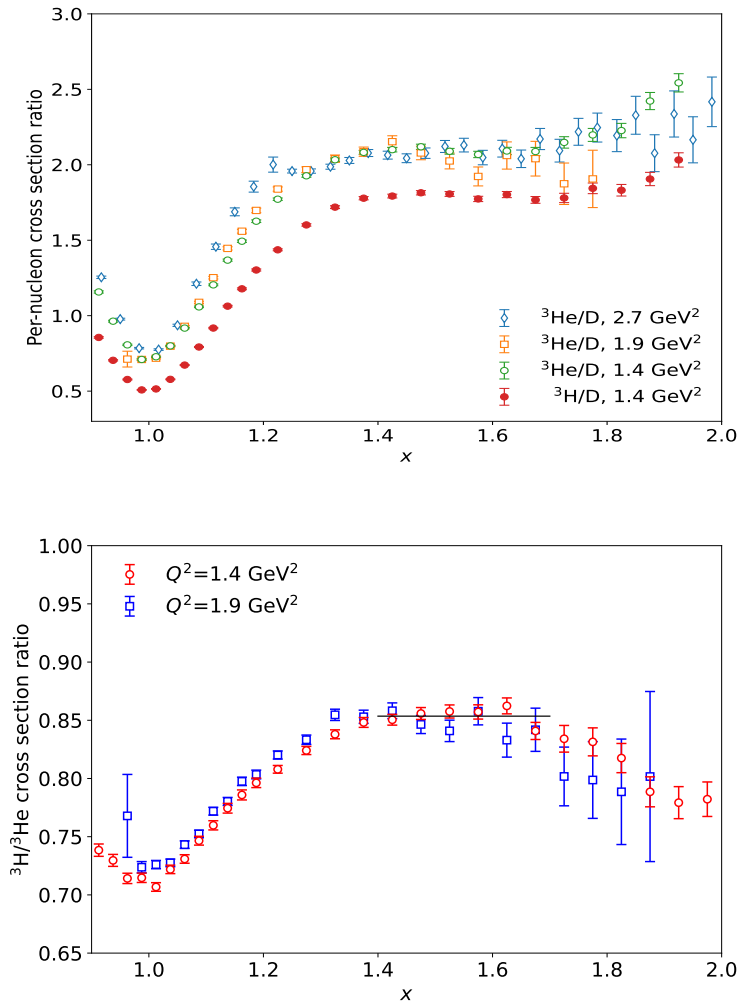 3.0
2.5
2.0
1.5
1.0
0.5
Per-nucleon cross section ratio
³He/D, 2.7 GeV²
³He/D, 1.9 GeV²
³He/D, 1.4 GeV²
³H/D, 1.4 GeV²
1.0 1.2 1.4 1.6 1.8 2.0
x
1.00
0.95
0.90
0.85
0.80
0.75
0.70
0.65
³H/³He cross section ratio
Q²=1.4 GeV²
Q²=1.9 GeV²
1.0 1.2 1.4 1.6 1.8 2.0
x